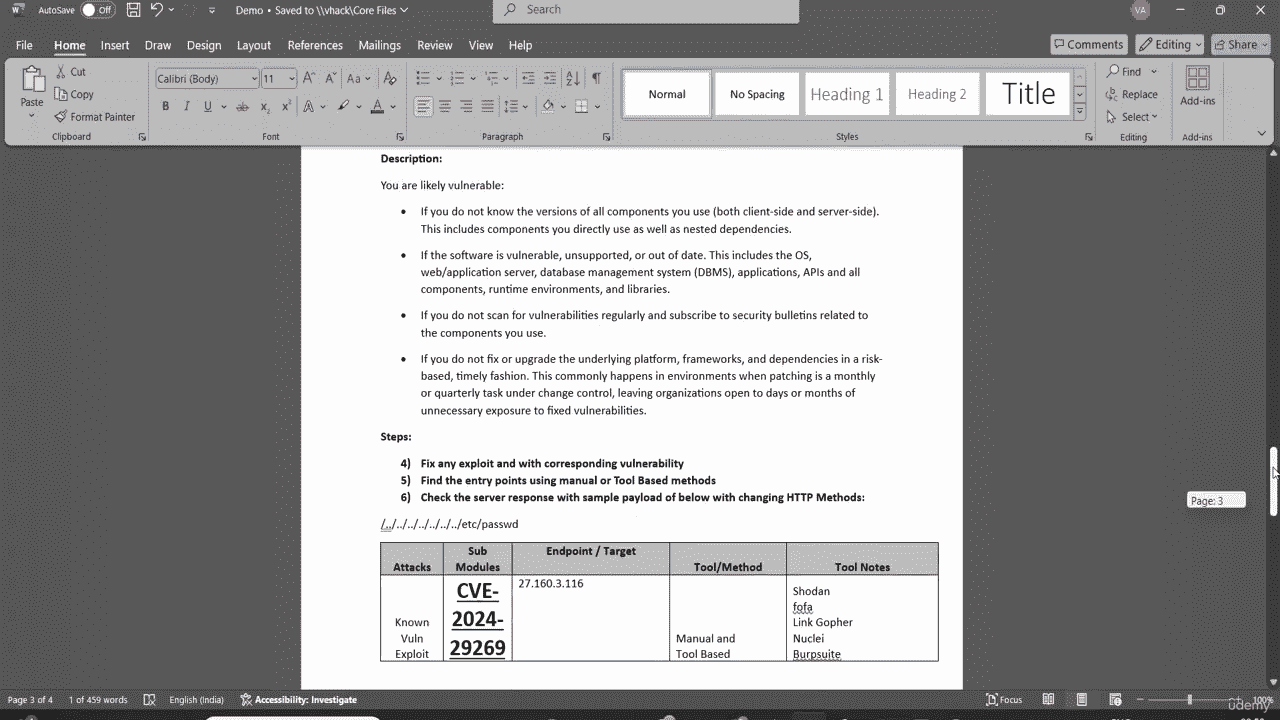 AutoSave Off Demo • Saved to \\vhack\Core Files Search VA
File Home Insert Draw Design Layout References Mailings Review View Help Comments Editing Share
Paste Cut Copy Format Painter
Calibri (Body) 11
Normal No Spacing Heading 1 Heading 2 Title
Find Replace Select
Add-ins
Clipboard Font Paragraph Styles Editing Add-ins
Description:
You are likely vulnerable:
• If you do not know the versions of all components you use (both client-side and server-side).
This includes components you directly use as well as nested dependencies.
• If the software is vulnerable, unsupported, or out of date. This includes the OS,
web/application server, database management system (DBMS), applications, APIs and all
components, runtime environments, and libraries.
• If you do not scan for vulnerabilities regularly and subscribe to security bulletins related to
the components you use.
• If you do not fix or upgrade the underlying platform, frameworks, and dependencies in a risk-
based, timely fashion. This commonly happens in environments when patching is a monthly
or quarterly task under change control, leaving organizations open to days or months of
unnecessary exposure to fixed vulnerabilities.
Steps:
4) Fix any exploit and with corresponding vulnerability
5) Find the entry points using manual or Tool Based methods
6) Check the server response with sample payload of below with changing HTTP Methods:
Page: 3
/../../../../../../../etc/passwd
Attacks Sub Modules Endpoint / Target Tool/Method Tool Notes
Known Vuln Exploit
CVE-2024-29269
27.160.3.116
Manual and Tool Based
Shodan
fofa
Link Gopher
Nuclei
Burpsuite
Page 3 of 4 1 of 459 words English (India) Accessibility: Investigate Focus 100%
udemy